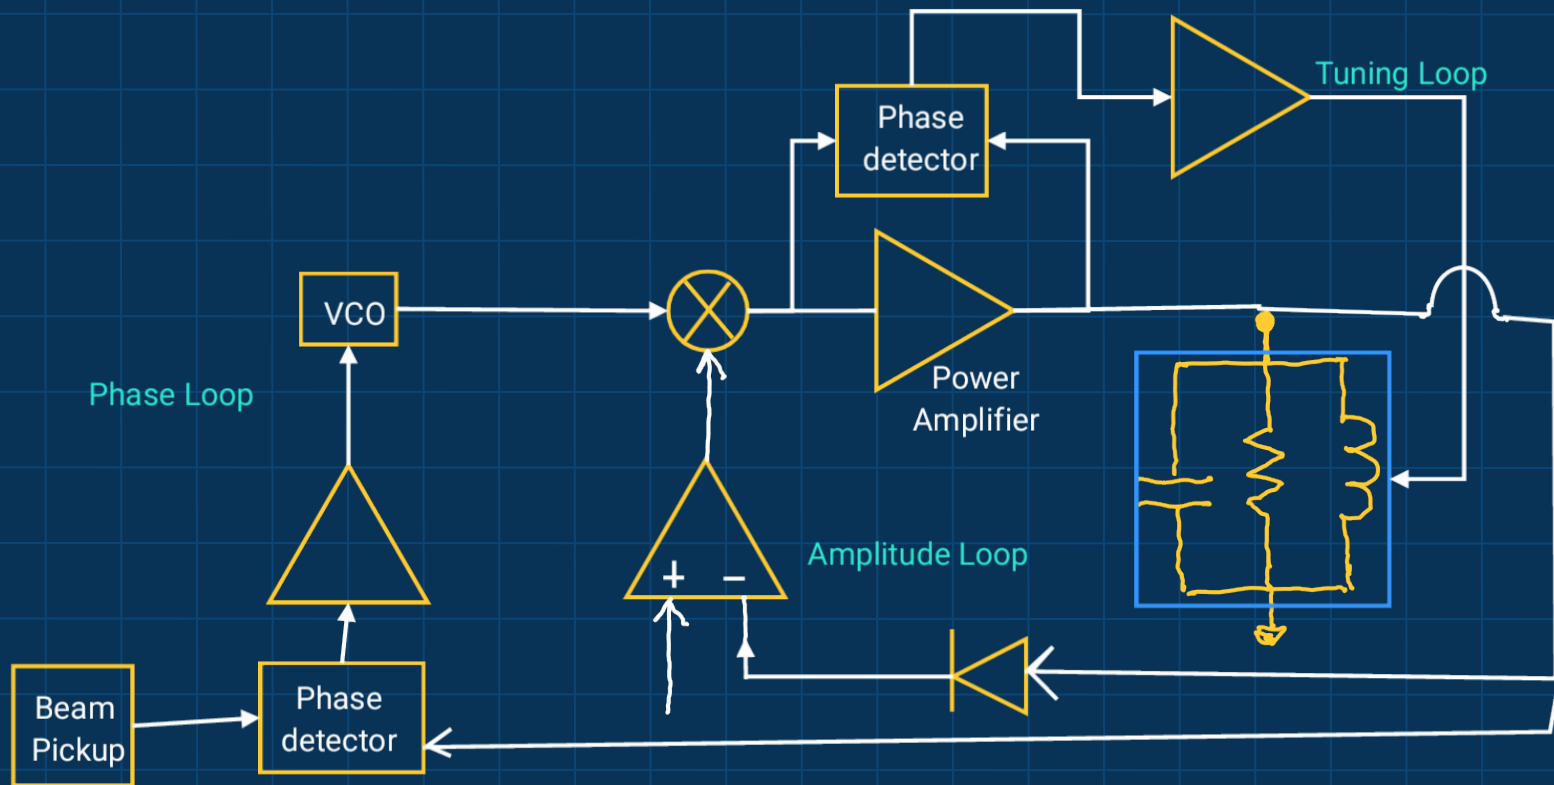 Tuning Loop
Phase
detector
VCO
Power
Amplifier
Phase Loop
Amplitude Loop
+ −
Phase
detector
Beam
Pickup